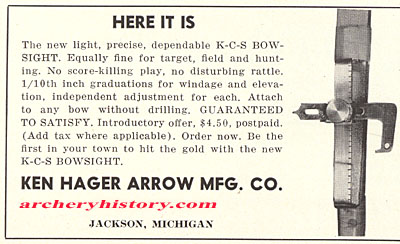 HERE IT IS
The new light, precise, dependable K-C-S BOW-
SIGHT. Equally fine for target, field and hunt-
ing. No score-killing play, no disturbing rattle.
1/10th inch graduations for windage and eleva-
tion, independent adjustment for each. Attach
to any bow without drilling. GUARANTEED
TO SATISFY. Introductory offer, $4.50, postpaid.
(Add tax where applicable). Order now. Be the
first in your town to hit the gold with the new
K-C-S BOWSIGHT.
KEN HAGER ARROW MFG. CO.
archeryhistory.com
JACKSON, MICHIGAN